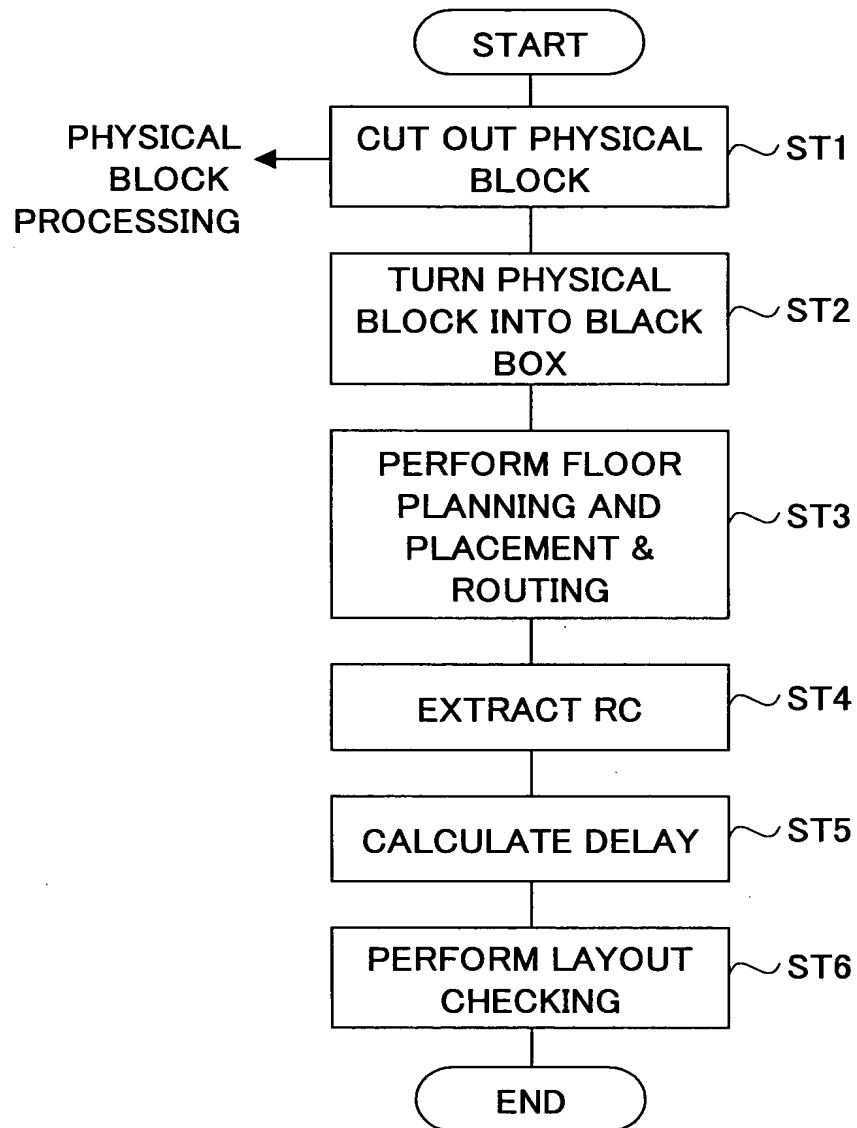 START
CUT OUT PHYSICAL
BLOCK
ST1
PHYSICAL
BLOCK
PROCESSING
TURN PHYSICAL
BLOCK INTO BLACK
BOX
ST2
PERFORM FLOOR
PLANNING AND
PLACEMENT &
ROUTING
ST3
EXTRACT RC
ST4
CALCULATE DELAY
ST5
PERFORM LAYOUT
CHECKING
ST6
END